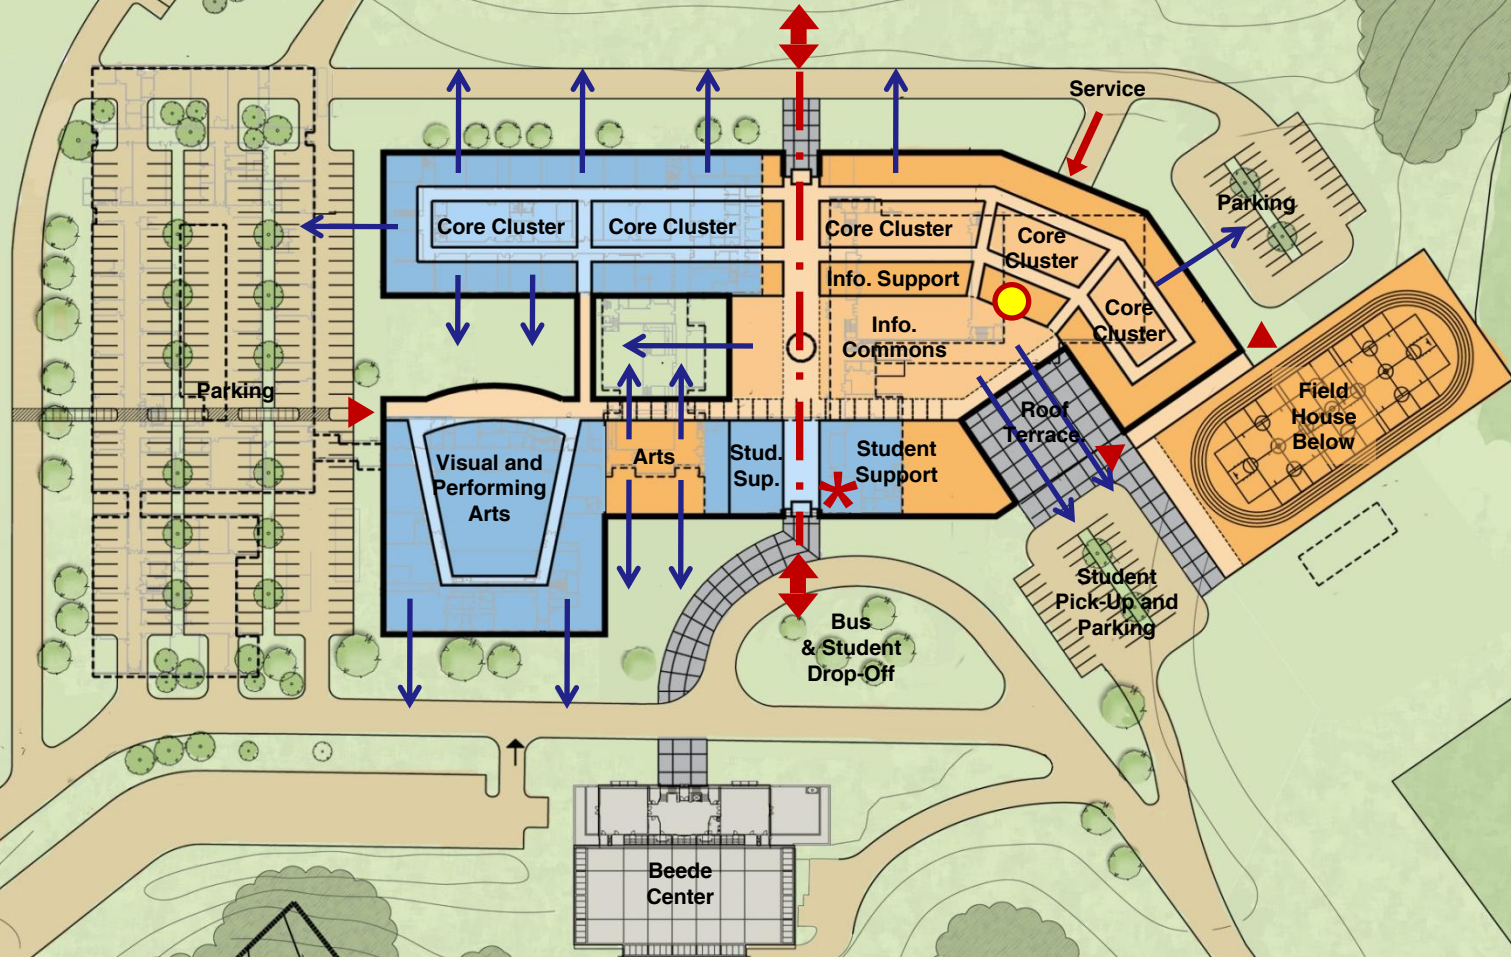 Service
Parking
Core Cluster
Core Cluster
Core Cluster
Core
Cluster
Info. Support
Core
Cluster
Info.
Commons
Parking
Field
House
Below
Roof
Terrace
Visual and
Performing
Arts
Arts
Stud.
Sup.
Student
Support
*
Student
Pick-Up and
Parking
Bus
& Student
Drop-Off
Beede
Center